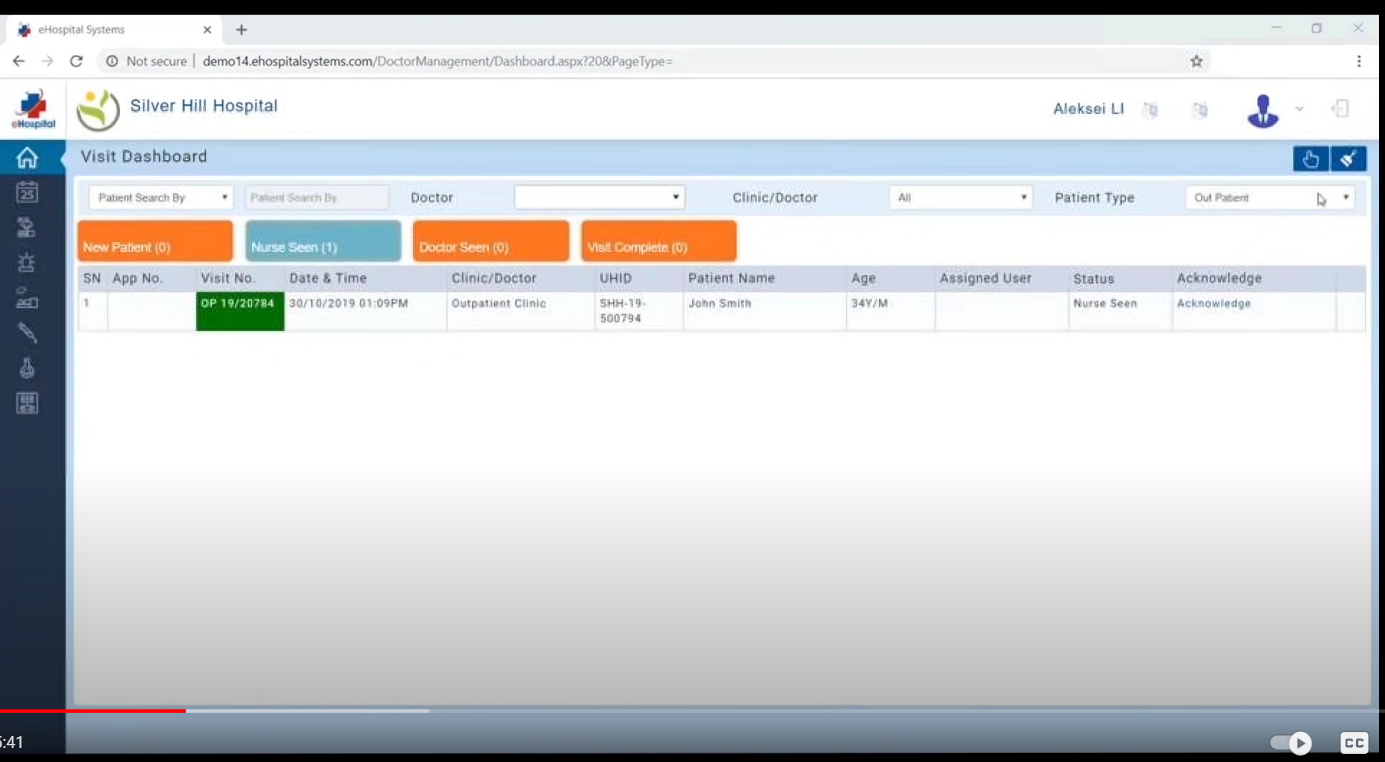 eHospital Systems
Not secure | demo14.ehospitalsystems.com/DoctorManagement/Dashboard.aspx?20&PageType=
eHospital
Silver Hill Hospital
Aleksei LI
Visit Dashboard
25
Patient Search By
Patient Search By
Doctor
Clinic/Doctor
All
Patient Type
Out Patient
New Patient (0)
Nurse Seen (1)
Doctor Seen (0)
Visit Complete (0)
SN App No. Visit No. Date & Time Clinic/Doctor UHID Patient Name Age Assigned User Status Acknowledge
1 OP 19/20784 30/10/2019 01:09PM Outpatient Clinic SHH-19- John Smith 34Y/M Nurse Seen Acknowledge
500794
:41
CC